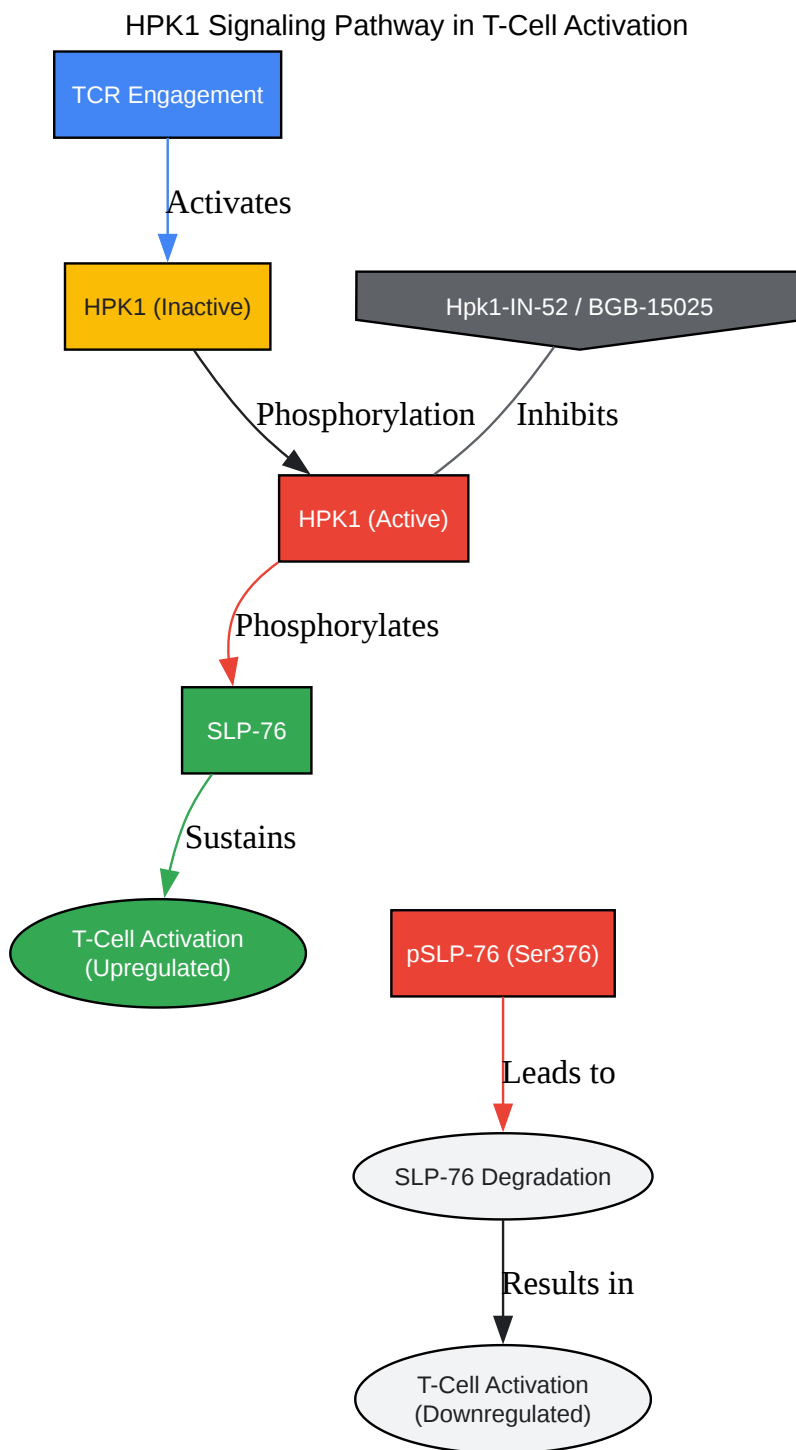 HPK1 Signaling Pathway in T-Cell Activation
TCR Engagement
Activates
HPK1 (Inactive)
Hpk1-IN-52 / BGB-15025
Phosphorylation
Inhibits
HPK1 (Active)
Phosphorylates
SLP-76
Sustains
T-Cell Activation
(Upregulated)
pSLP-76 (Ser376)
Leads to
SLP-76 Degradation
Results in
T-Cell Activation
(Downregulated)